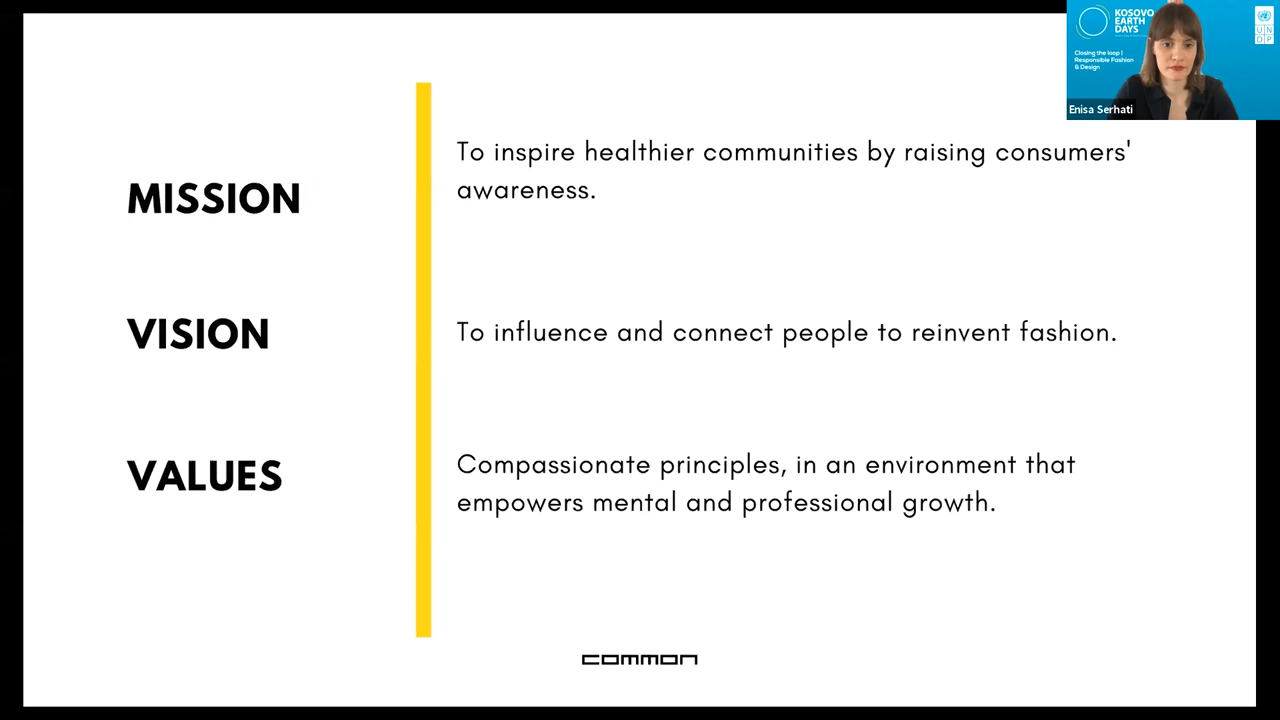 MISSION
To inspire healthier communities by raising consumers'
awareness.
VISION
To influence and connect people to reinvent fashion.
VALUES
Compassionate principles, in an environment that
empowers mental and professional growth.
common
KOSOVO
EARTH
DAYS
Closing the loop |
Responsible Fashion
& Design
U N
D P
Enisa Serhati